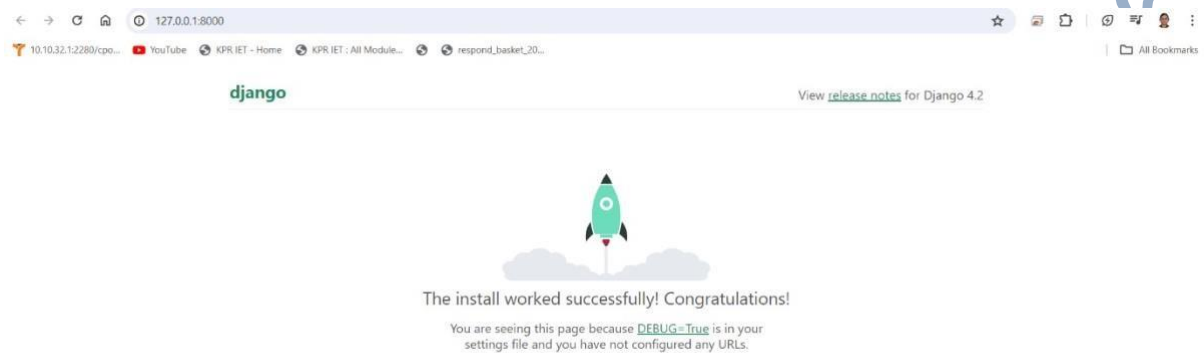 127.0.0.1:8000
10.10.32.1:2280/cpo... YouTube KPR IET - Home KPR IET : All Module... respond_basket_20... All Bookmarks
django View release notes for Django 4.2
The install worked successfully! Congratulations!
You are seeing this page because DEBUG=True is in your
settings file and you have not configured any URLs.